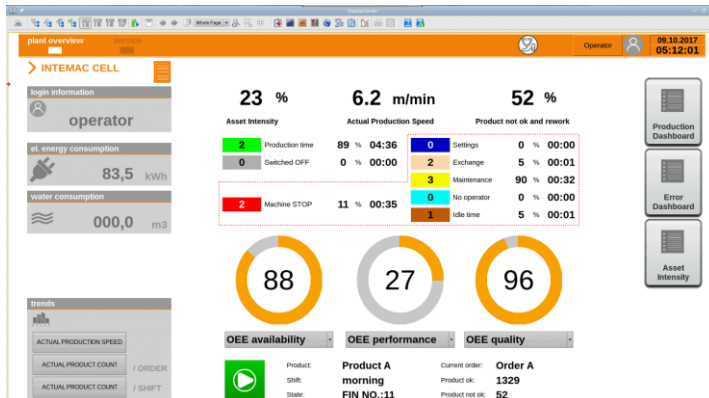 plant overview
service
Operator
09.10.2017
05:12:01
INTEMAC CELL
login information
operator
el. energy consumption
83,5 kWh
water consumption
000,0 m3
trends
ACTUAL PRODUCTION SPEED
ACTUAL PRODUCT COUNT / ORDER
ACTUAL PRODUCT COUNT / SHIFT
23 % 6.2 m/min 52 %
Asset Intensity Actual Production Speed Product not ok and rework
2 Production time 89 % 04:36 0 Settings 0 % 00:00
0 Switched OFF 0 % 00:00 2 Exchange 5 % 00:01
3 Maintenance 90 % 00:32
2 Machine STOP 11 % 00:35 0 No operator 0 % 00:00
1 Idle time 5 % 00:01
88 27 96
OEE availability OEE performance OEE quality
Product: Product A Current order: Order A
Shift: morning Product ok: 1329
State: FIN NO.:11 Product not ok: 52
Production
Dashboard
Error
Dashboard
Asset
Intensity
Whole Page